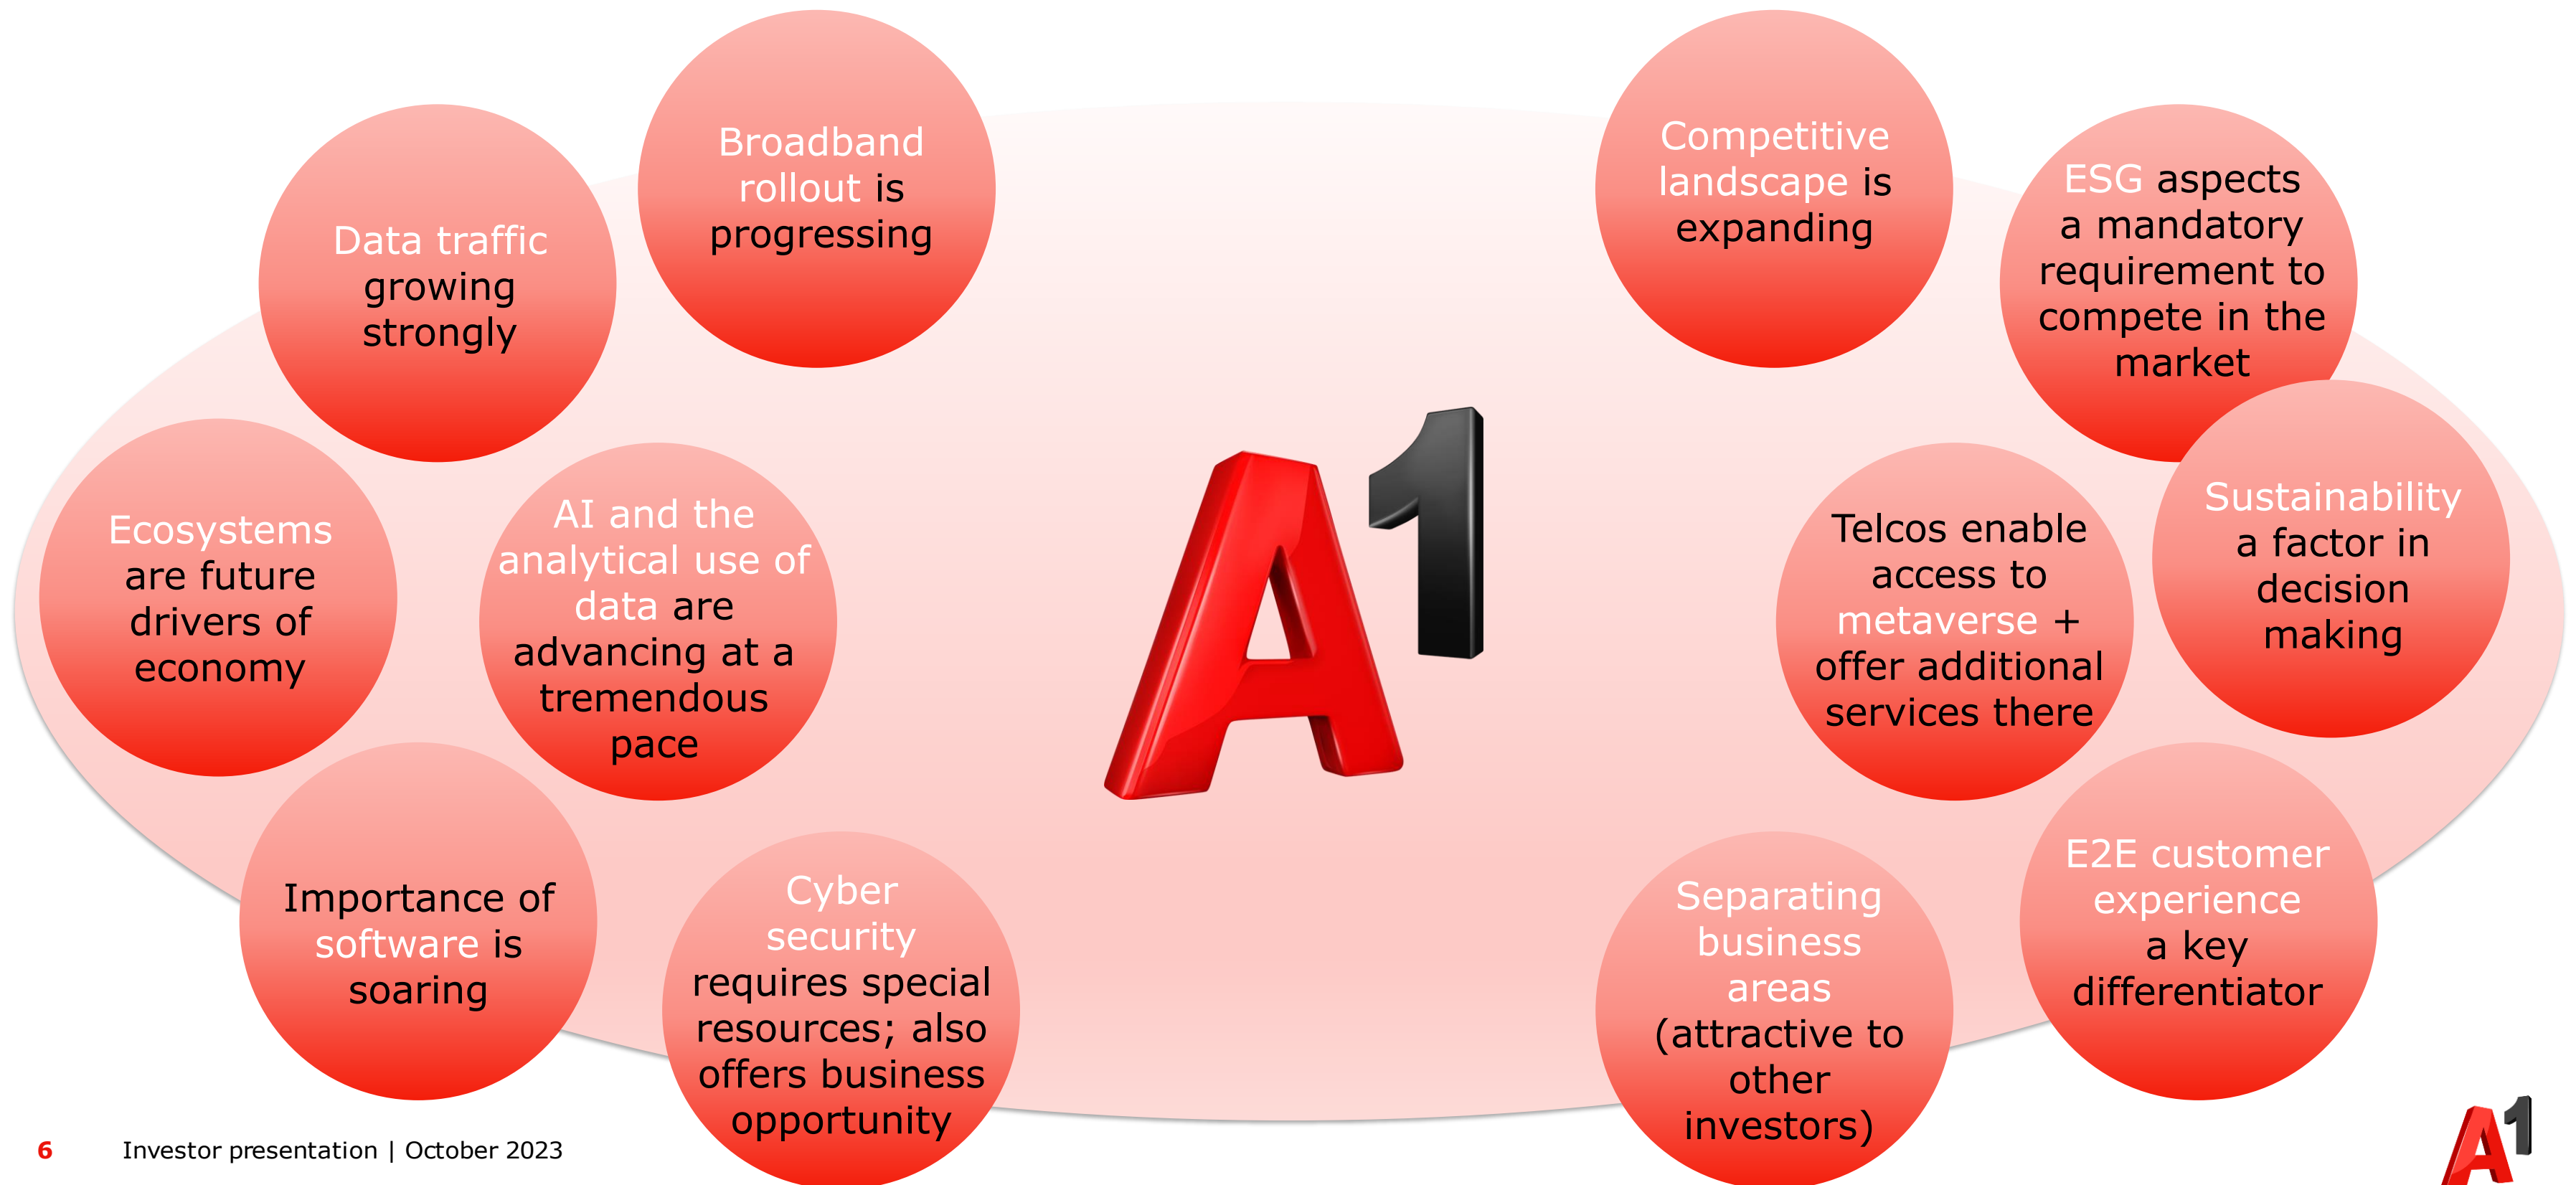 Broadband
rollout is
progressing
Competitive
landscape is
expanding
Data traffic
growing
strongly
ESG aspects
a mandatory
requirement to
compete in the
market
Ecosystems
are future
drivers of
economy
AI and the
analytical use of
data are
advancing at a
tremendous
pace
A1
Telcos enable
access to
metaverse +
offer additional
services there
Sustainability
a factor in
decision
making
Importance of
software is
soaring
Cyber
security
requires special
resources; also
offers business
opportunity
Separating
business
areas
(attractive to
other
investors)
E2E customer
experience
a key
differentiator
6 Investor presentation | October 2023
A1